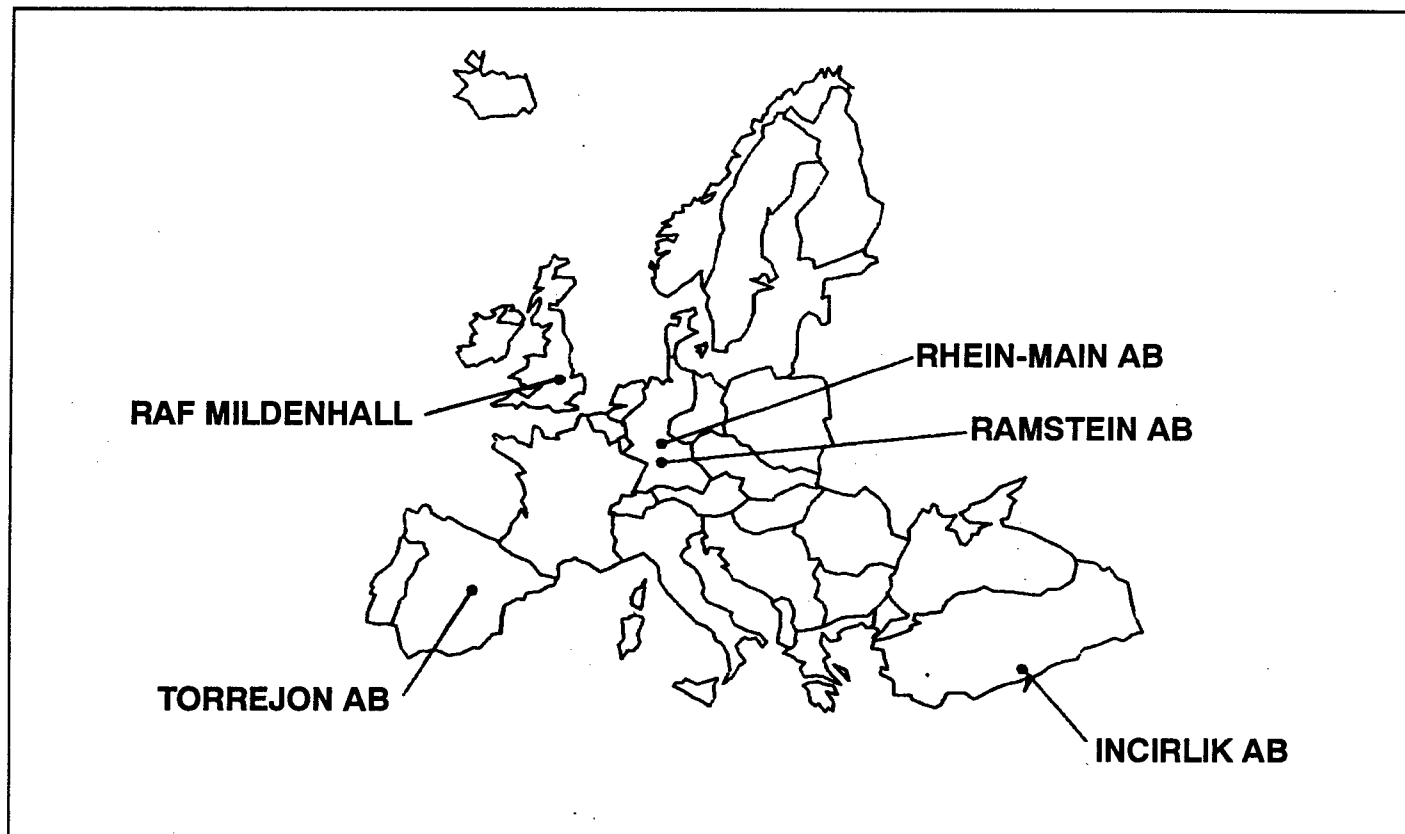 RHEIN-MAIN AB
RAF MILDENHALL
RAMSTEIN AB
TORREJON AB
INCIRLIK AB